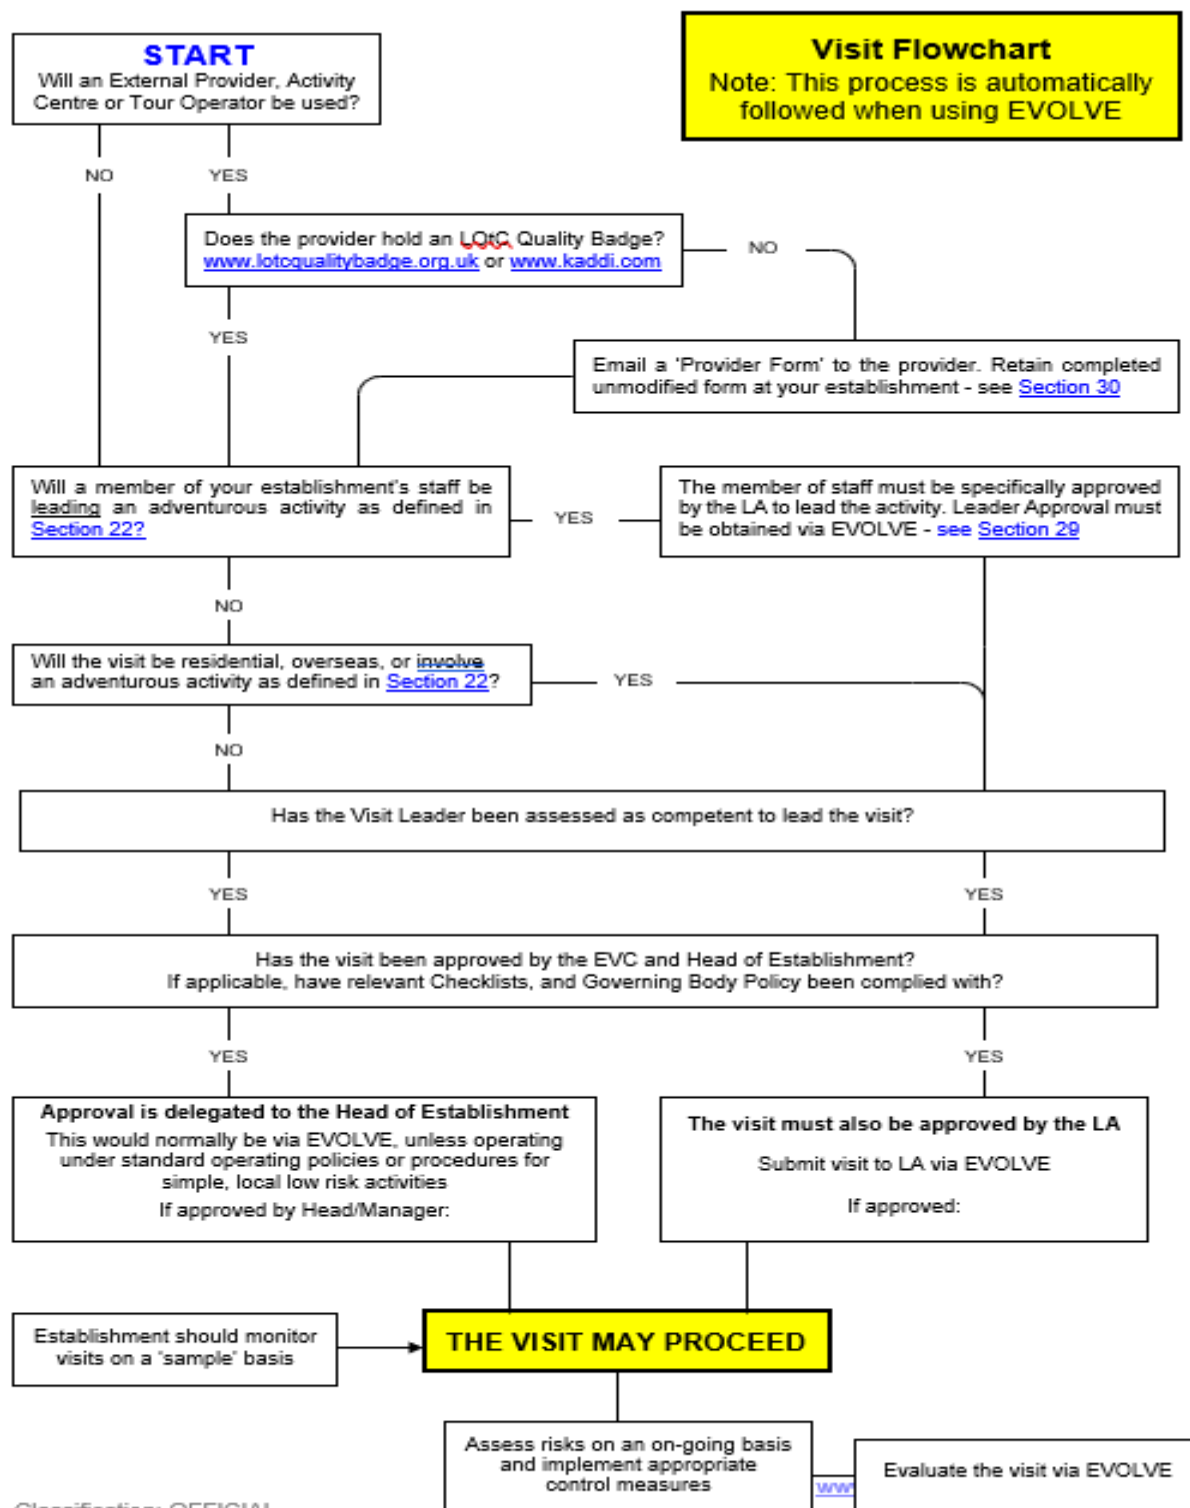 START
Will an External Provider, Activity
Centre or Tour Operator be used?
Visit Flowchart
Note: This process is automatically
followed when using EVOLVE
NO
YES
Does the provider hold an LOtC Quality Badge?
www.lotcqualitybadge.org.uk or www.kaddi.com
NO
YES
Email a 'Provider Form' to the provider. Retain completed
unmodified form at your establishment - see Section 30
Will a member of your establishment's staff be
leading an adventurous activity as defined in
Section 22?
YES
The member of staff must be specifically approved
by the LA to lead the activity. Leader Approval must
be obtained via EVOLVE - see Section 29
NO
Will the visit be residential, overseas, or involve
an adventurous activity as defined in Section 22?
YES
NO
Has the Visit Leader been assessed as competent to lead the visit?
YES
YES
Has the visit been approved by the EVC and Head of Establishment?
If applicable, have relevant Checklists, and Governing Body Policy been complied with?
YES
YES
Approval is delegated to the Head of Establishment
This would normally be via EVOLVE, unless operating
under standard operating policies or procedures for
simple, local low risk activities
If approved by Head/Manager:
The visit must also be approved by the LA
Submit visit to LA via EVOLVE
If approved:
Establishment should monitor
visits on a 'sample' basis
THE VISIT MAY PROCEED
Assess risks on an on-going basis
and implement appropriate
control measures
Evaluate the visit via EVOLVE
Classification: OFFICIAL